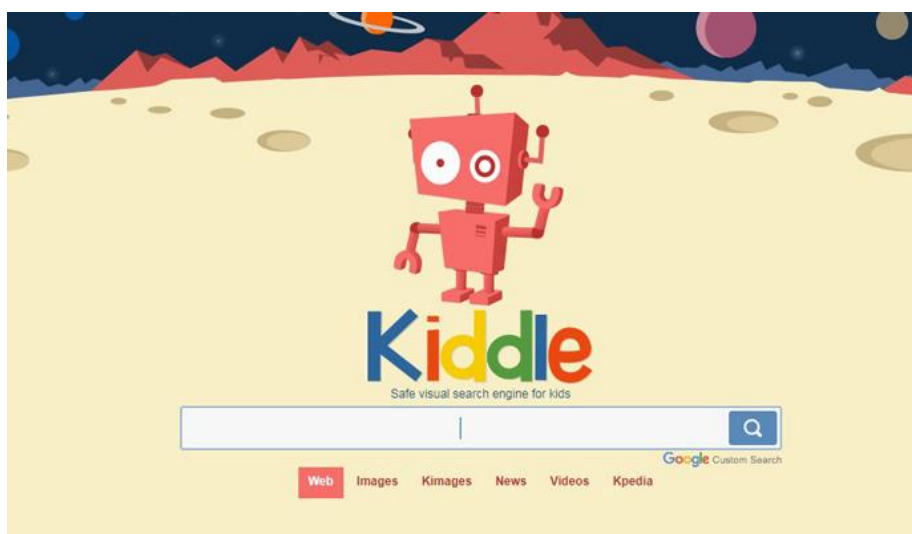 Kiddle
Safe visual search engine for kids
Google Custom Search
Web Images Kimages News Videos Kpedia